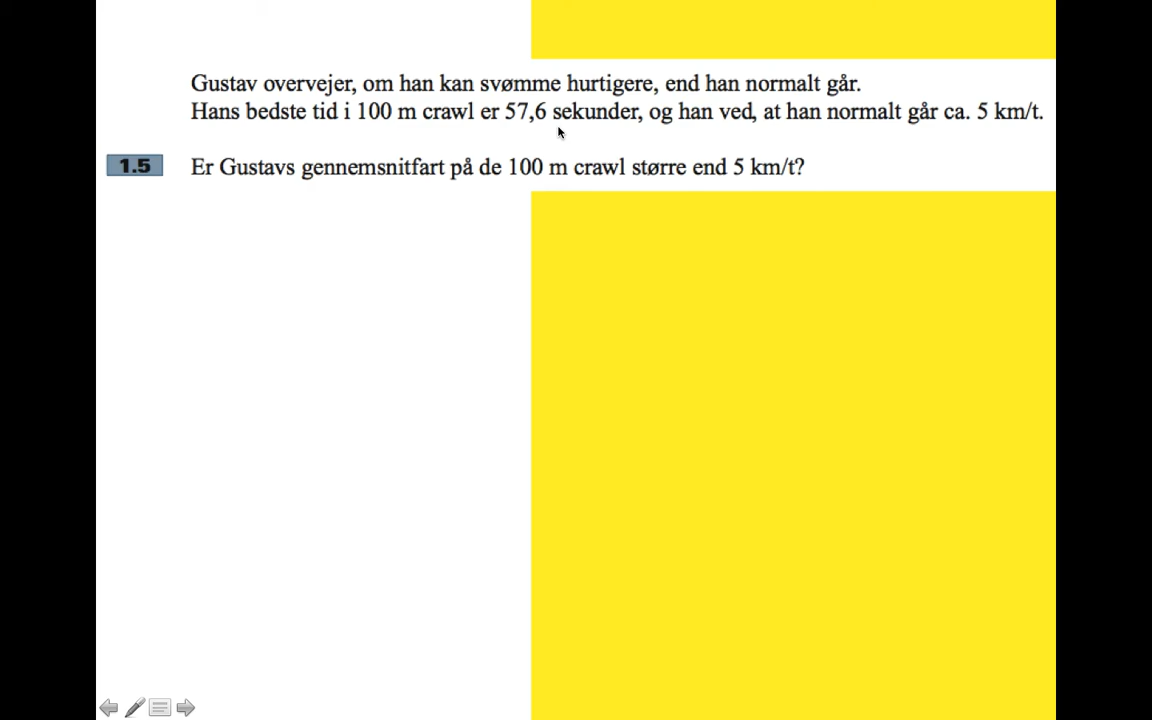 Gustav overvejer, om han kan svømme hurtigere, end han normalt går.
Hans bedste tid i 100 m crawl er 57,6 sekunder, og han ved, at han normalt går ca. 5 km/t.
1.5 Er Gustavs gennemsnitfart på de 100 m crawl større end 5 km/t?